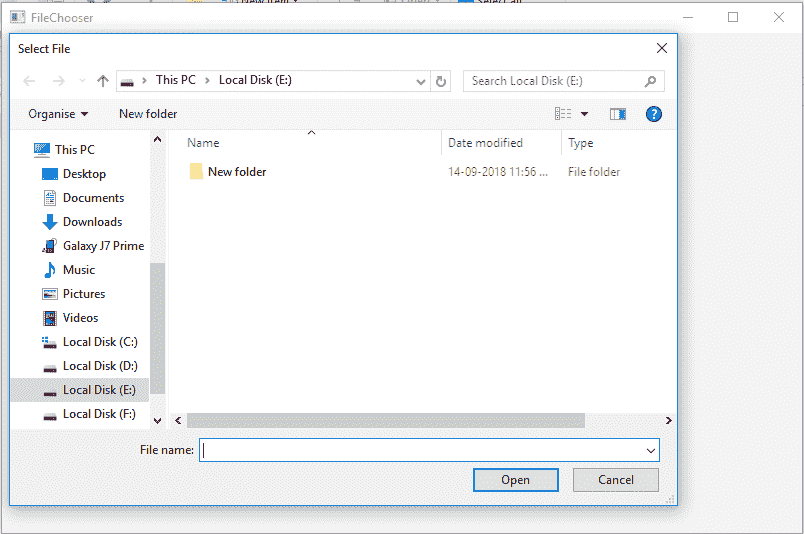 FileChooser
Select File
This PC Local Disk (E:)
Search Local Disk (E:)
Organise New folder
Name Date modified Type
New folder 14-09-2018 11:56 ... File folder
This PC
Desktop
Documents
Downloads
Galaxy J7 Prime
Music
Pictures
Videos
Local Disk (C:)
Local Disk (D:)
Local Disk (E:)
Local Disk (F:)
File name:
Open Cancel